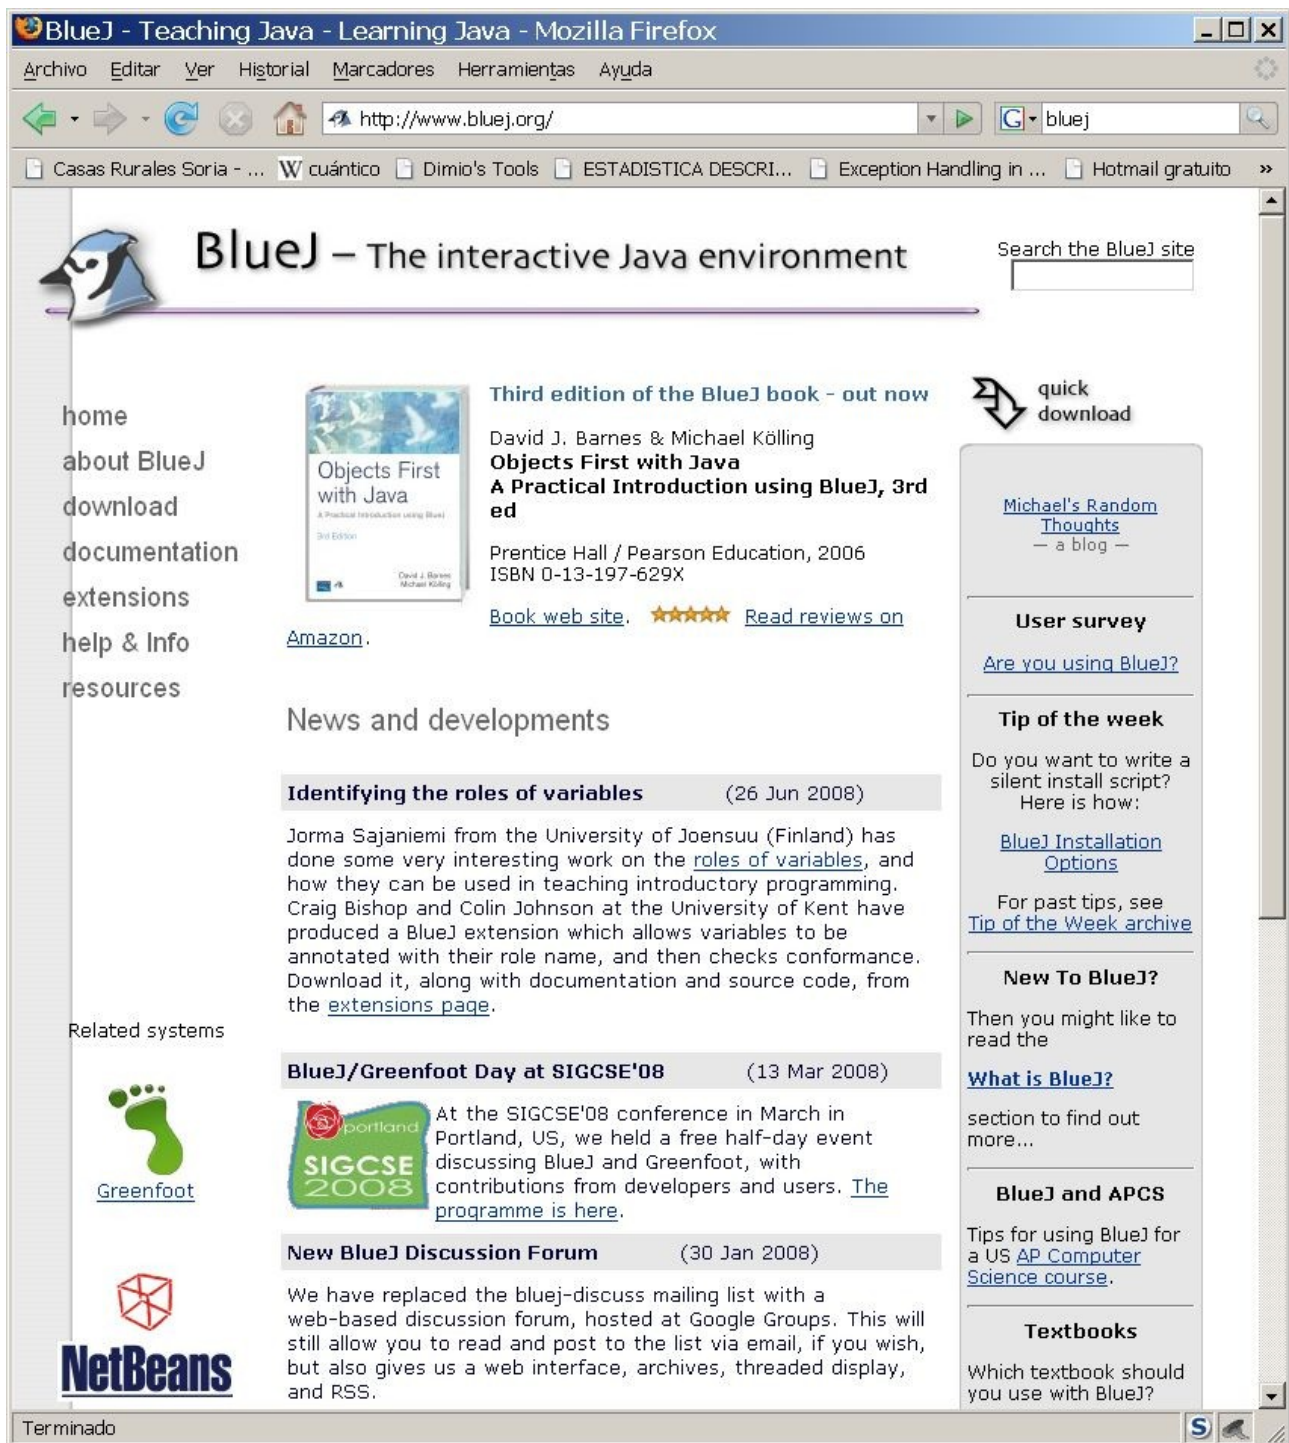 BlueJ - Teaching Java - Learning Java - Mozilla Firefox
Archivo Editar Ver Historial Marcadores Herramientas Ayuda
http://www.bluej.org/ G bluej
Casas Rurales Soria - ... W cuántico Dimio's Tools ESTADISTICA DESCRI... Exception Handling in ... Hotmail gratuito »
BlueJ – The interactive Java environment
Search the BlueJ site
home
about BlueJ
download
documentation
extensions
help & Info
resources
Related systems
Greenfoot
NetBeans
Objects First
with Java
A Practical Introduction using BlueJ
3rd Edition
David J. Barnes
Michael Kölling
Third edition of the BlueJ book - out now
David J. Barnes & Michael Kölling
Objects First with Java
A Practical Introduction using BlueJ, 3rd
ed
Prentice Hall / Pearson Education, 2006
ISBN 0-13-197-629X
Book web site. Read reviews on
Amazon.
News and developments
Identifying the roles of variables (26 Jun 2008)
Jorma Sajaniemi from the University of Joensuu (Finland) has
done some very interesting work on the roles of variables, and
how they can be used in teaching introductory programming.
Craig Bishop and Colin Johnson at the University of Kent have
produced a BlueJ extension which allows variables to be
annotated with their role name, and then checks conformance.
Download it, along with documentation and source code, from
the extensions page.
BlueJ/Greenfoot Day at SIGCSE'08 (13 Mar 2008)
portland
SIGCSE
2008
At the SIGCSE'08 conference in March in
Portland, US, we held a free half-day event
discussing BlueJ and Greenfoot, with
contributions from developers and users. The
programme is here.
New BlueJ Discussion Forum (30 Jan 2008)
We have replaced the bluej-discuss mailing list with a
web-based discussion forum, hosted at Google Groups. This will
still allow you to read and post to the list via email, if you wish,
but also gives us a web interface, archives, threaded display,
and RSS.
quick
download
Michael's Random
Thoughts
— a blog —
User survey
Are you using BlueJ?
Tip of the week
Do you want to write a
silent install script?
Here is how:
BlueJ Installation
Options
For past tips, see
Tip of the Week archive
New To BlueJ?
Then you might like to
read the
What is BlueJ?
section to find out
more...
BlueJ and APCS
Tips for using BlueJ for
a US AP Computer
Science course.
Textbooks
Which textbook should
you use with BlueJ?
Terminado S